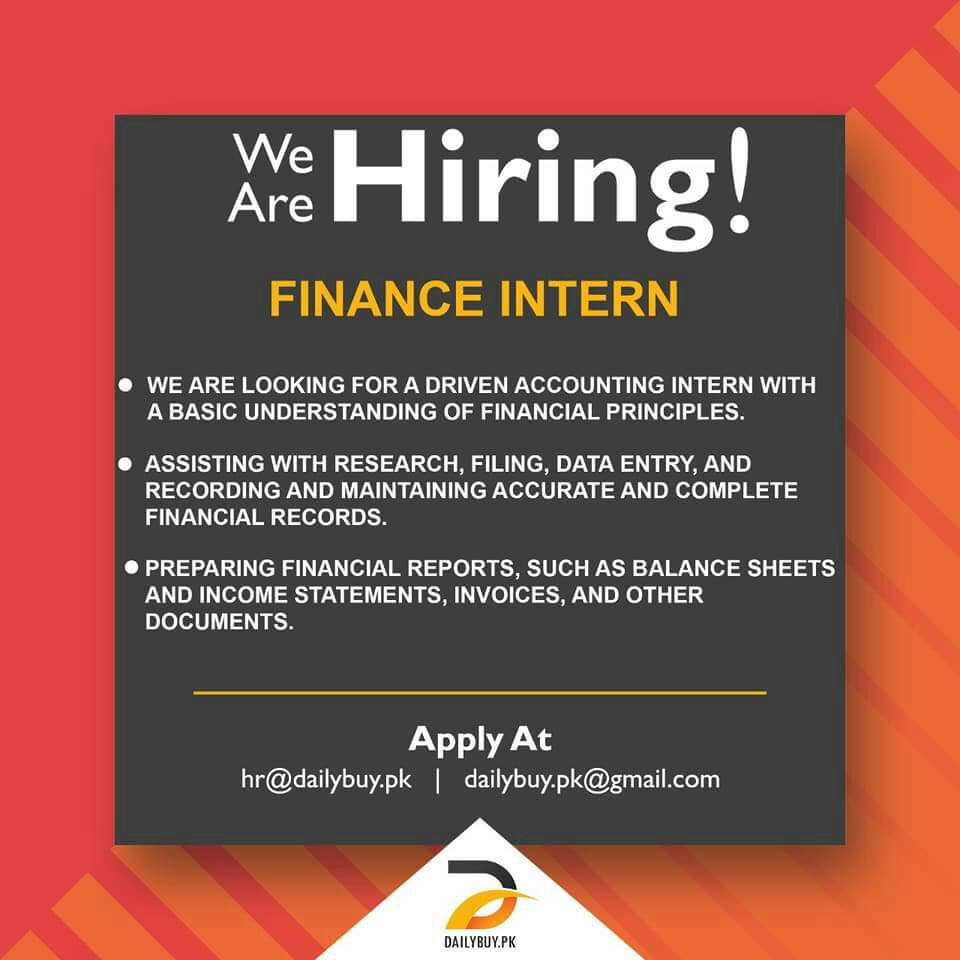 We
Are Hiring!
FINANCE INTERN
● WE ARE LOOKING FOR A DRIVEN ACCOUNTING INTERN WITH
A BASIC UNDERSTANDING OF FINANCIAL PRINCIPLES.
● ASSISTING WITH RESEARCH, FILING, DATA ENTRY, AND
RECORDING AND MAINTAINING ACCURATE AND COMPLETE
FINANCIAL RECORDS.
● PREPARING FINANCIAL REPORTS, SUCH AS BALANCE SHEETS
AND INCOME STATEMENTS, INVOICES, AND OTHER
DOCUMENTS.
Apply At
hr@dailybuy.pk | dailybuy.pk@gmail.com
DAILYBUY.PK